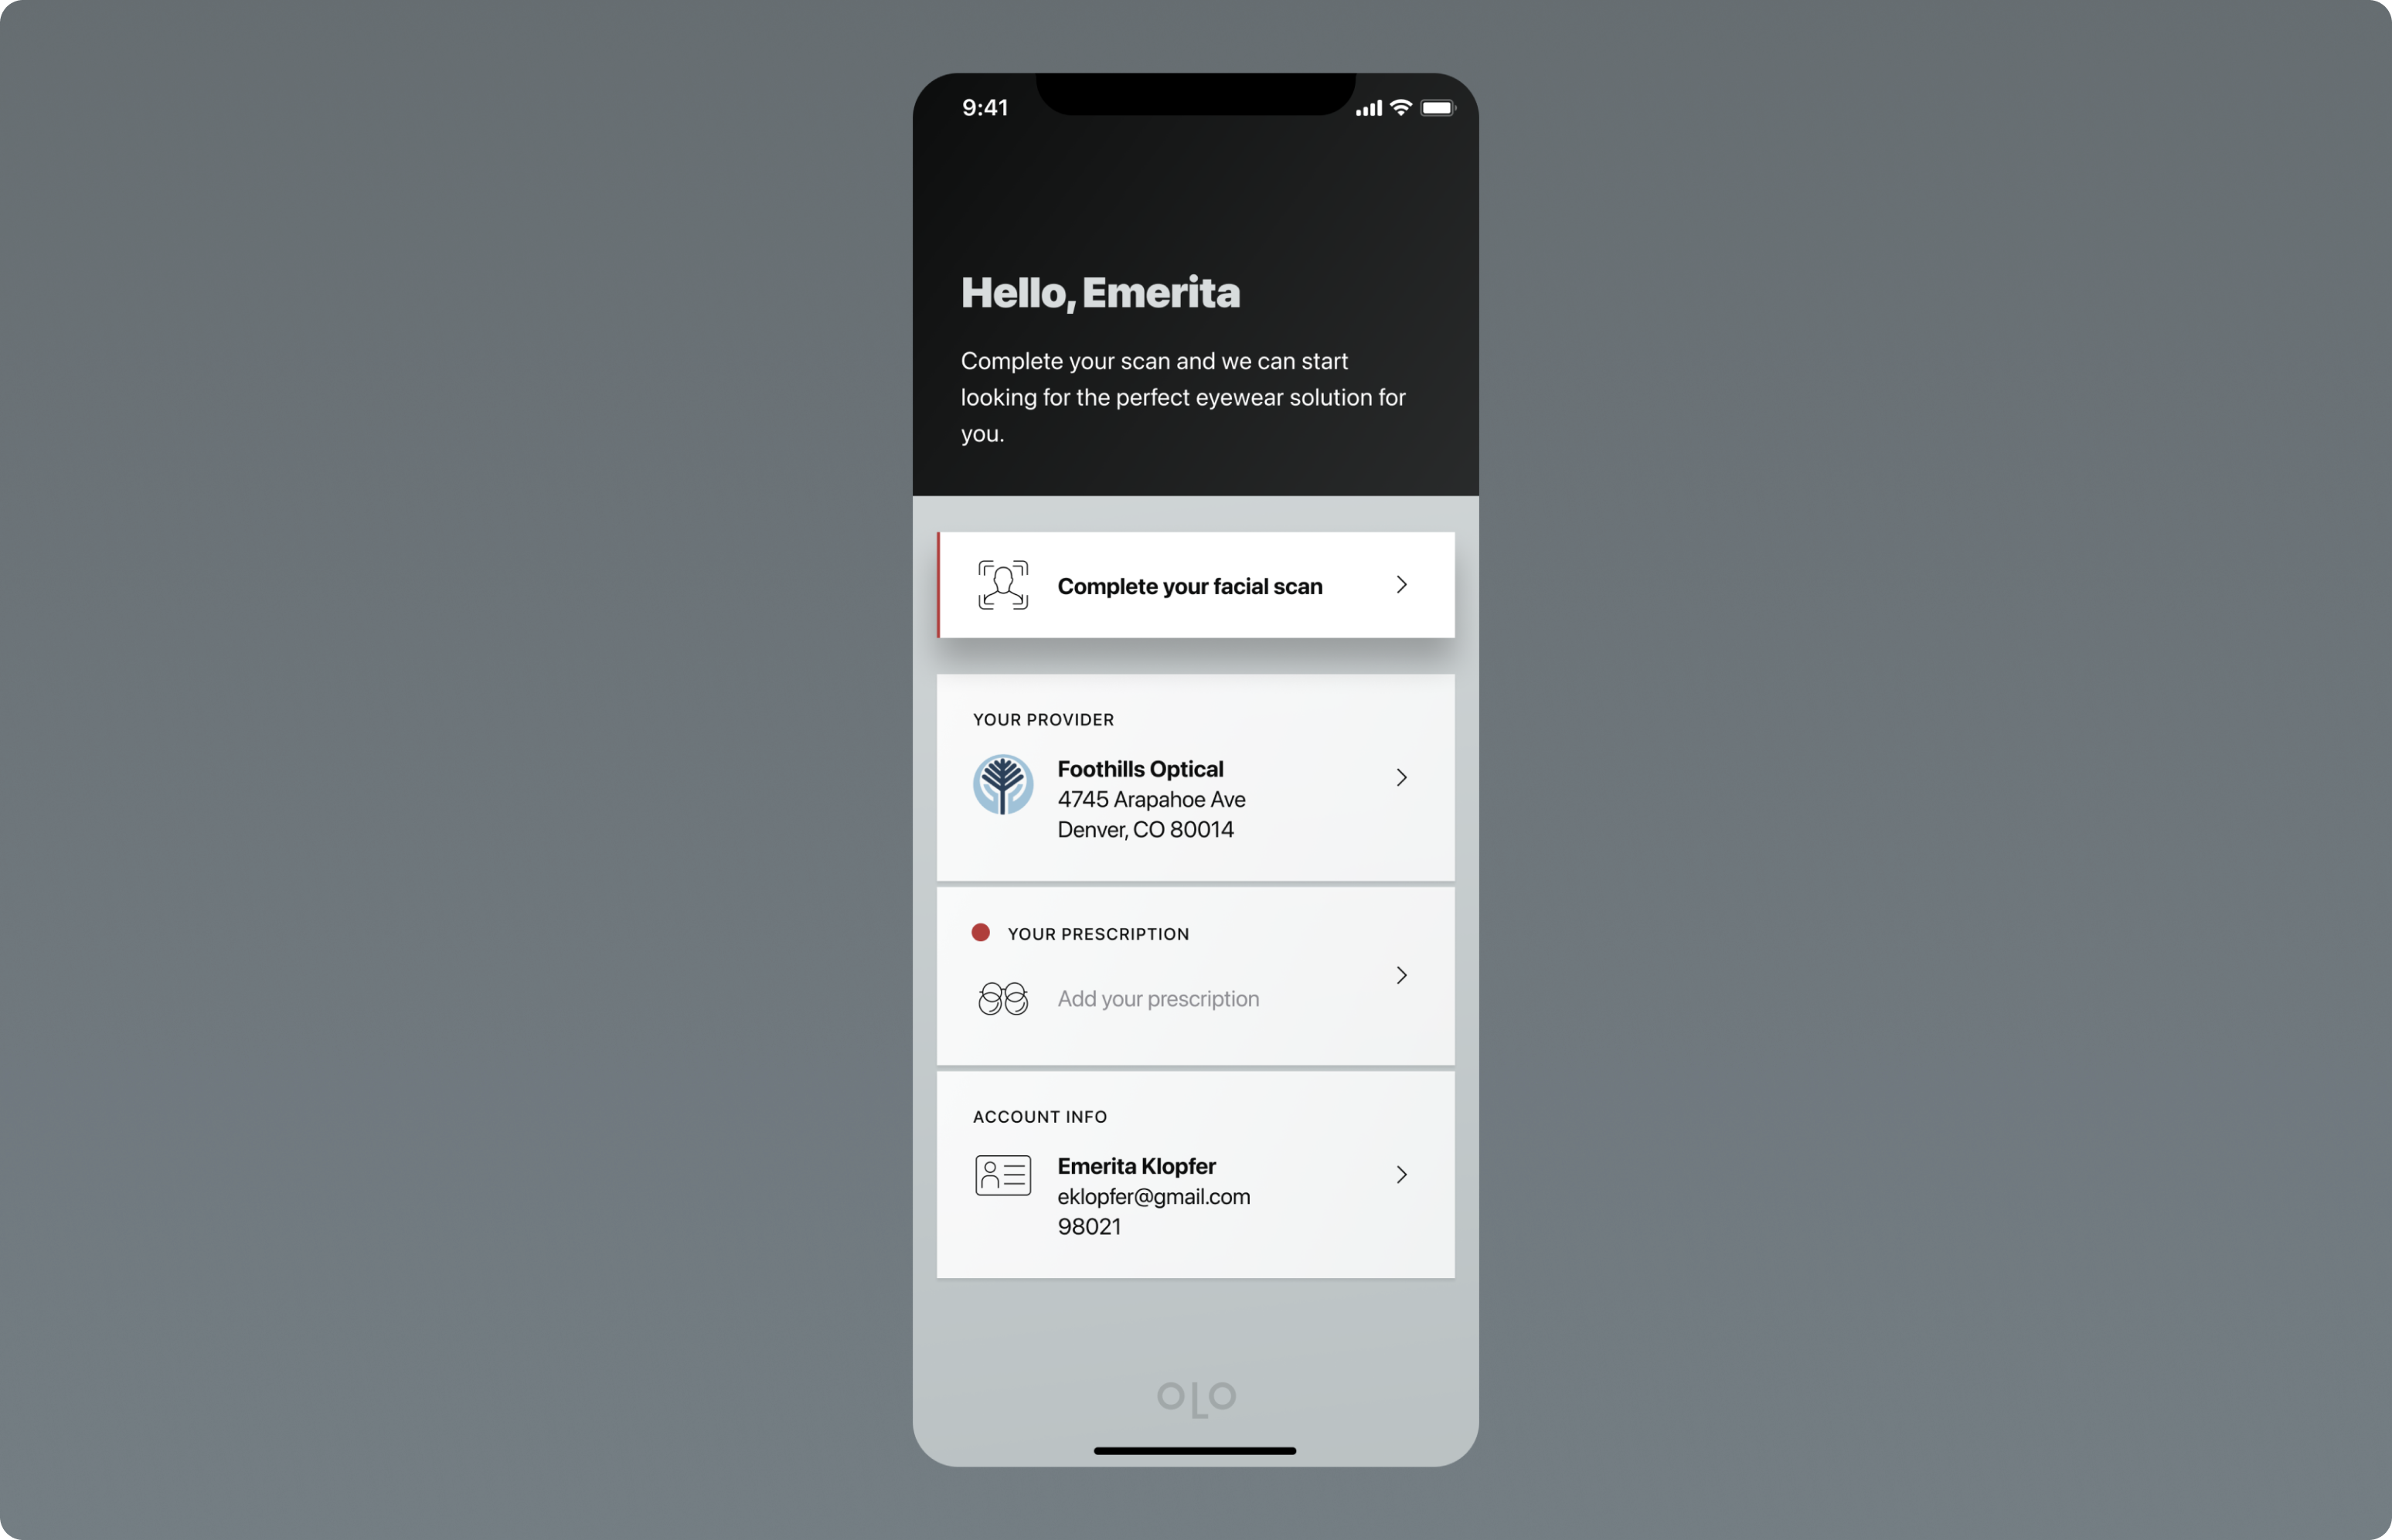 9:41
Hello, Emerita
Complete your scan and we can start
looking for the perfect eyewear solution for
you.
Complete your facial scan
YOUR PROVIDER
Foothills Optical
4745 Arapahoe Ave
Denver, CO 80014
YOUR PRESCRIPTION
Add your prescription
ACCOUNT INFO
Emerita Klopfer
eklopfer@gmail.com
98021
OLO